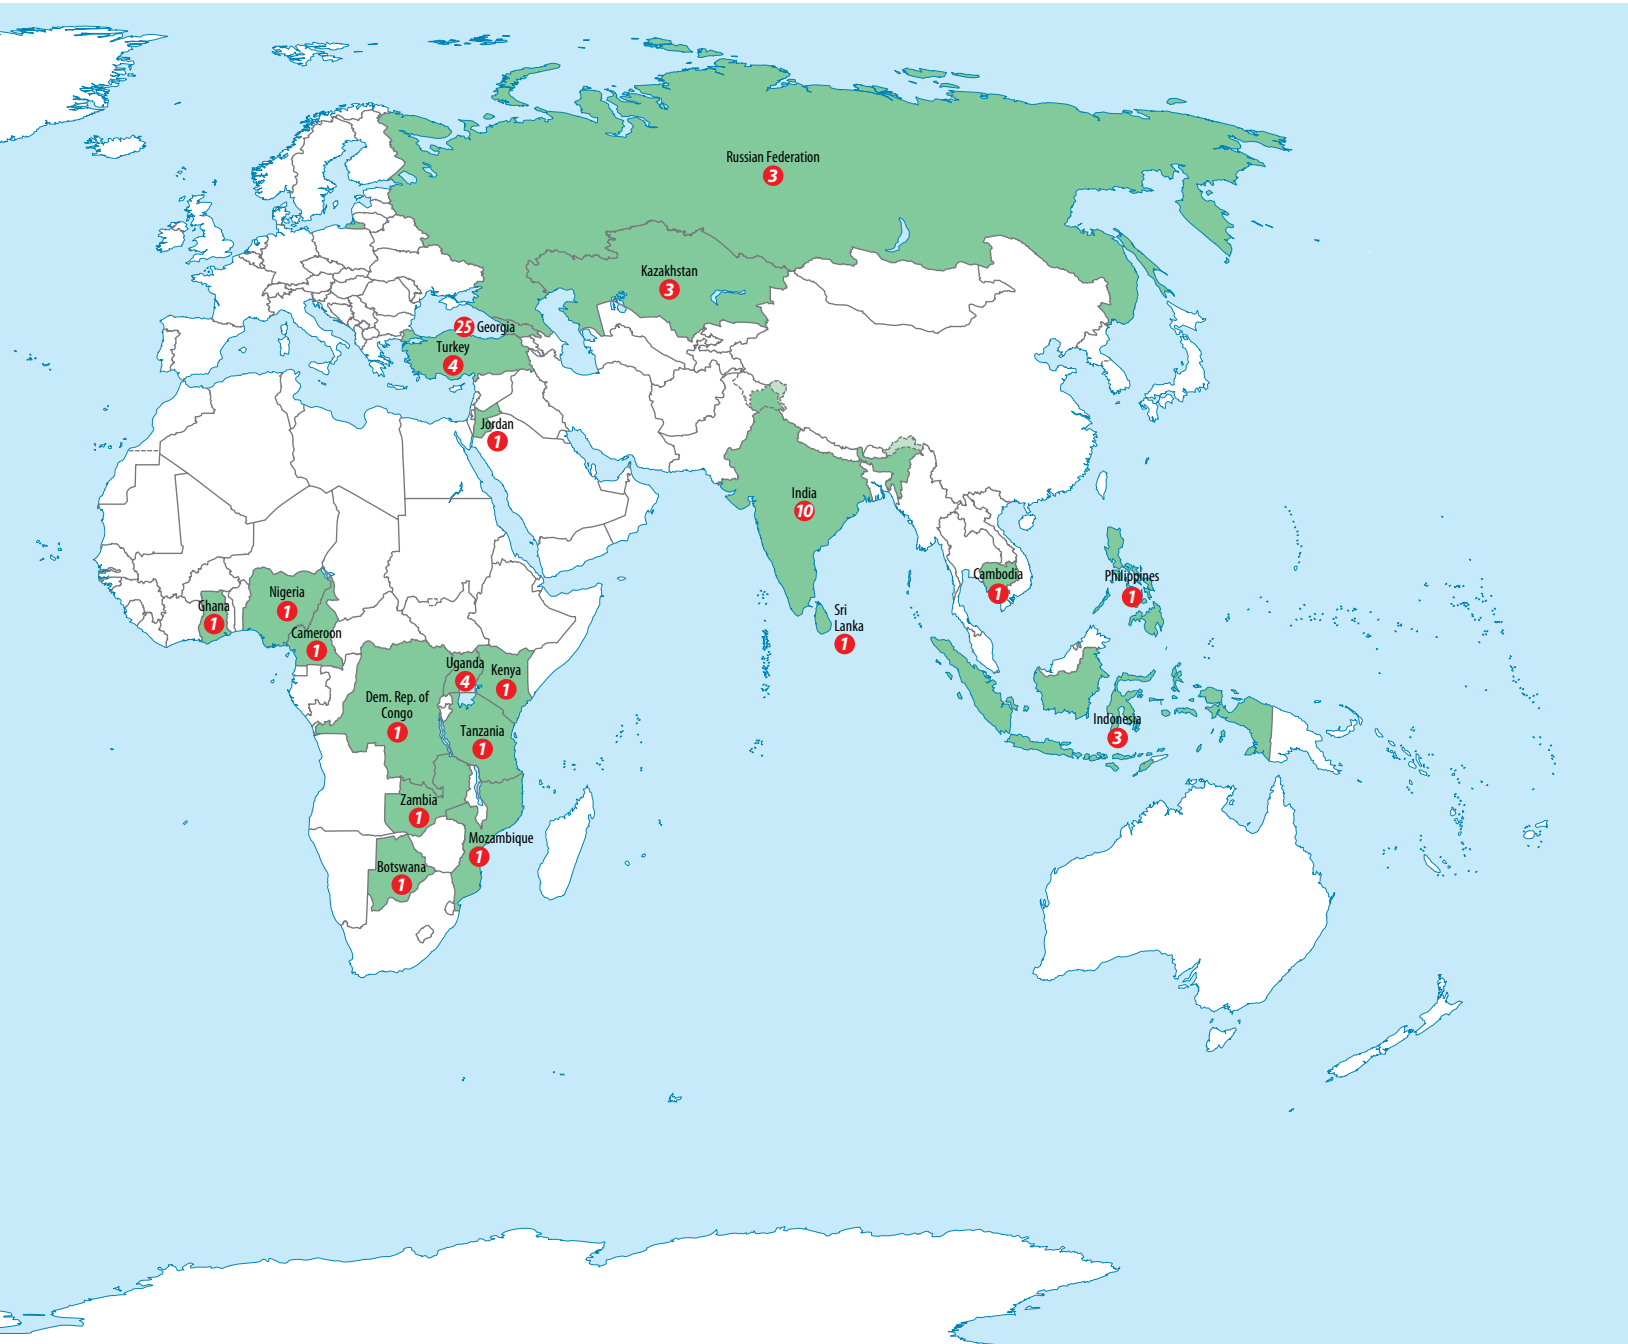 Russian Federation
3
Kazakhstan
3
25 Georgia
Turkey
4
Jordan
1
India
10
Cambodia
1
Philippines
1
Nigeria
1
Ghana
1
Cameroon
1
Sri
Lanka
1
Uganda
4
Kenya
1
Dem. Rep. of
Congo
1
Tanzania
1
Indonesia
3
Zambia
1
Mozambique
1
Botswana
1